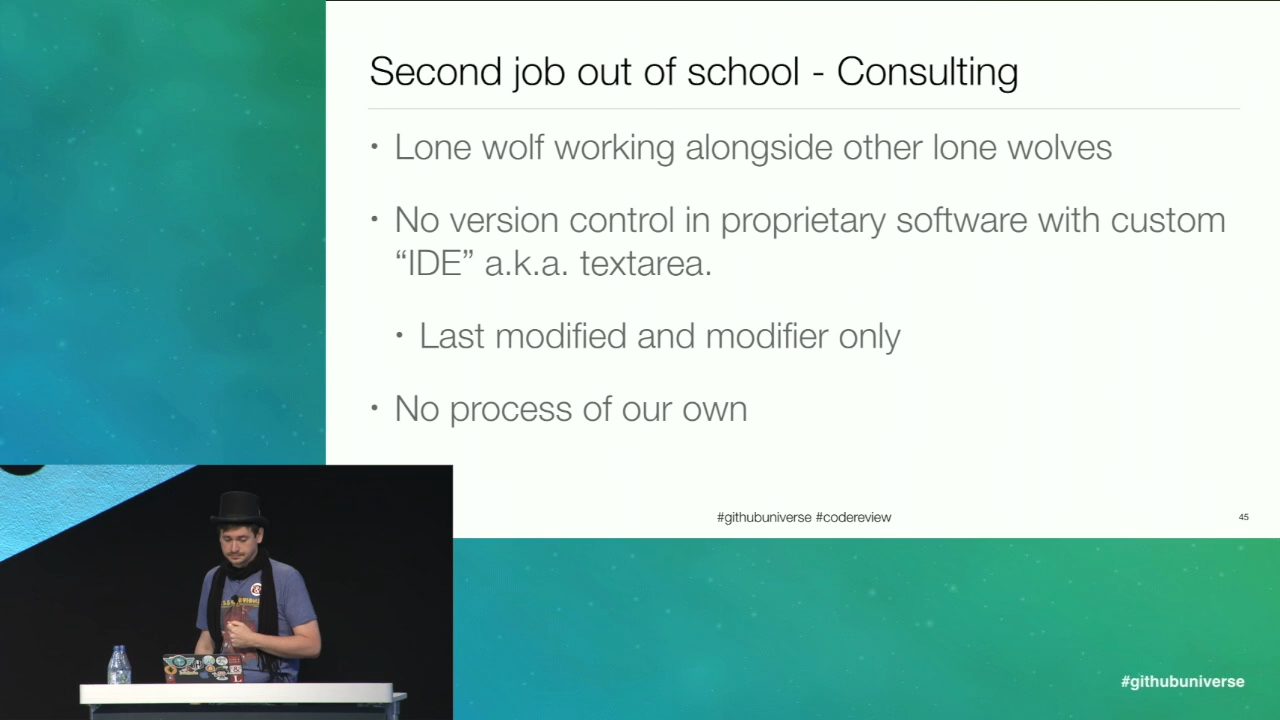 Second job out of school - Consulting
• Lone wolf working alongside other lone wolves
• No version control in proprietary software with custom
“IDE” a.k.a. textarea.
• Last modified and modifier only
• No process of our own
#githubuniverse #codereview
45
#githubuniverse